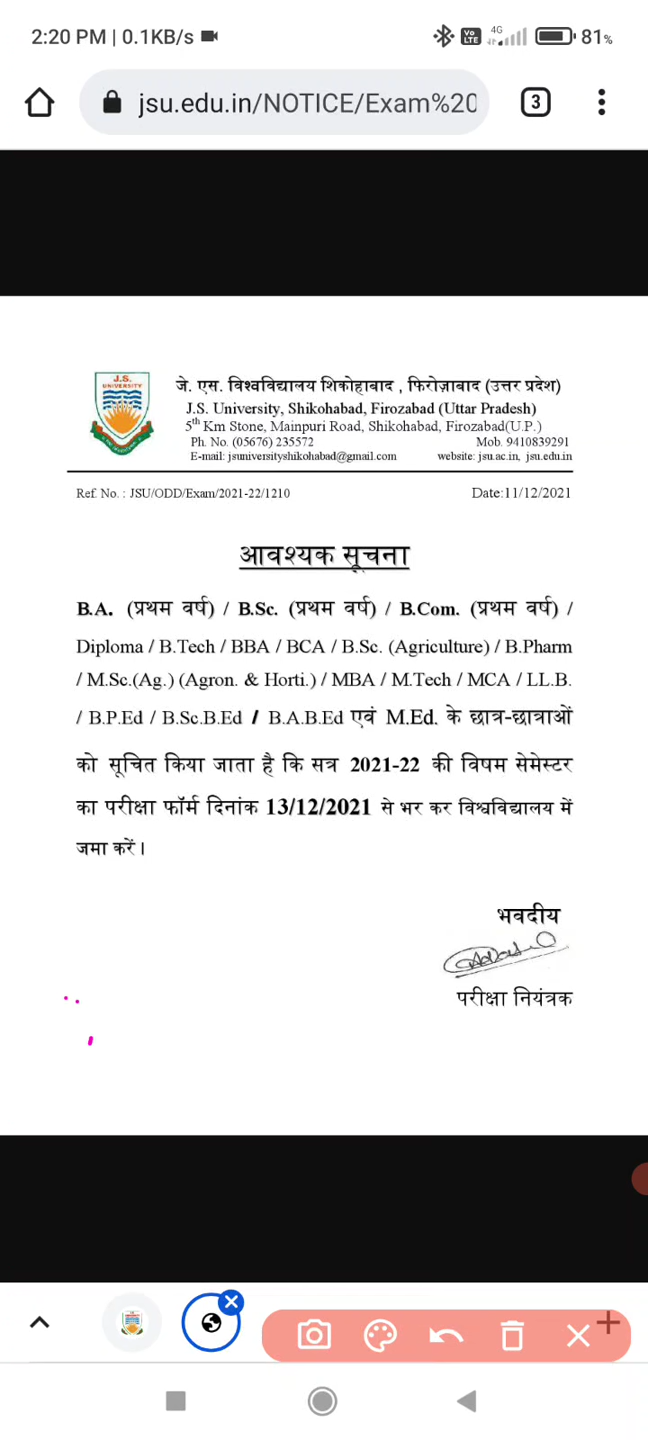 2:20 PM | 0.1KB/s
Vo LTE 4G 81%
jsu.edu.in/NOTICE/Exam%20
3
J.S. UNIVERSITY
जे. एस. विश्वविद्यालय शिकोहाबाद , फिरोज़ाबाद (उत्तर प्रदेश)
J.S. University, Shikohabad, Firozabad (Uttar Pradesh)
5th Km Stone, Mainpuri Road, Shikohabad, Firozabad(U.P.)
Ph. No. (05676) 235572 Mob. 9410839291
E-mail: jsuniversityshikohabad@gmail.com website: jsu.ac.in, jsu.edu.in
Ref. No. : JSU/ODD/Exam/2021-22/1210 Date:11/12/2021
आवश्यक सूचना
B.A. (प्रथम वर्ष) / B.Sc. (प्रथम वर्ष) / B.Com. (प्रथम वर्ष) /
Diploma / B.Tech / BBA / BCA / B.Sc. (Agriculture) / B.Pharm
/ M.Sc.(Ag.) (Agron. & Horti.) / MBA / M.Tech / MCA / LL.B.
/ B.P.Ed / B.Sc.B.Ed / B.A.B.Ed एवं M.Ed. के छात्र-छात्राओं
को सूचित किया जाता है कि सत्र 2021-22 की विषम सेमेस्टर
का परीक्षा फॉर्म दिनांक 13/12/2021 से भर कर विश्वविद्यालय में
जमा करें।
भवदीय
परीक्षा नियंत्रक